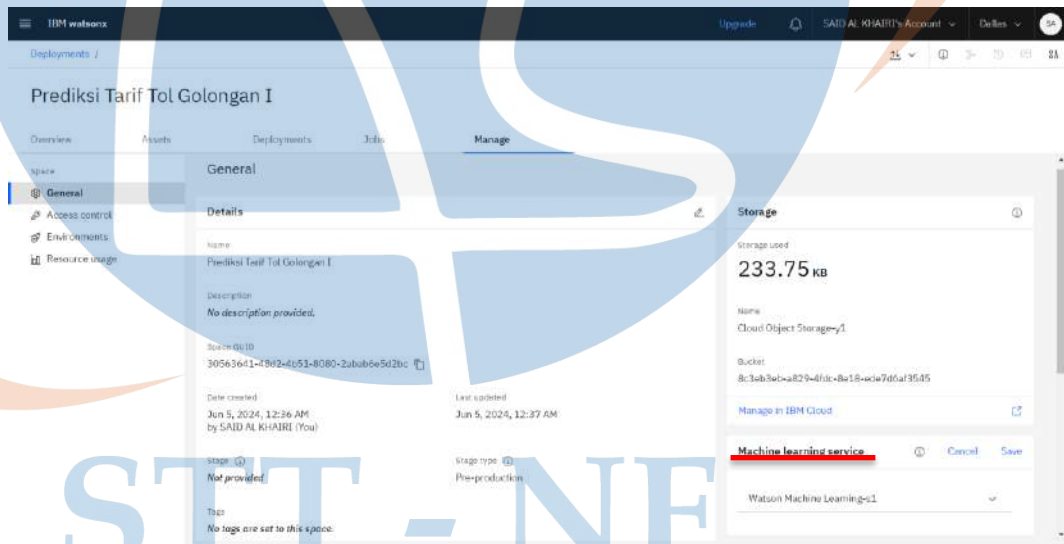 IBM watsonx
Upgrade
SAID AL KHAIRI's Account
Dallas
SA
Deployments /
Prediksi Tarif Tol Golongan I
Overview
Assets
Deployments
Jobs
Manage
Space
General
Access control
Environments
Resource usage
General
Details
Name
Prediksi Tarif Tol Golongan I
Description
No description provided.
Space GUID
Date created
Jun 5, 2024, 12:36 AM
by SAID AL KHAIRI (You)
Last updated
Jun 5, 2024, 12:37 AM
Stage
Not provided
Stage type
Pre-production
Tags
No tags are set to this space.
Storage
Storage used
233.75 KB
Name
Cloud Object Storage-y1
Bucket
Manage in IBM Cloud
Machine learning service
Cancel
Save
Watson Machine Learning-s1
STT - NF